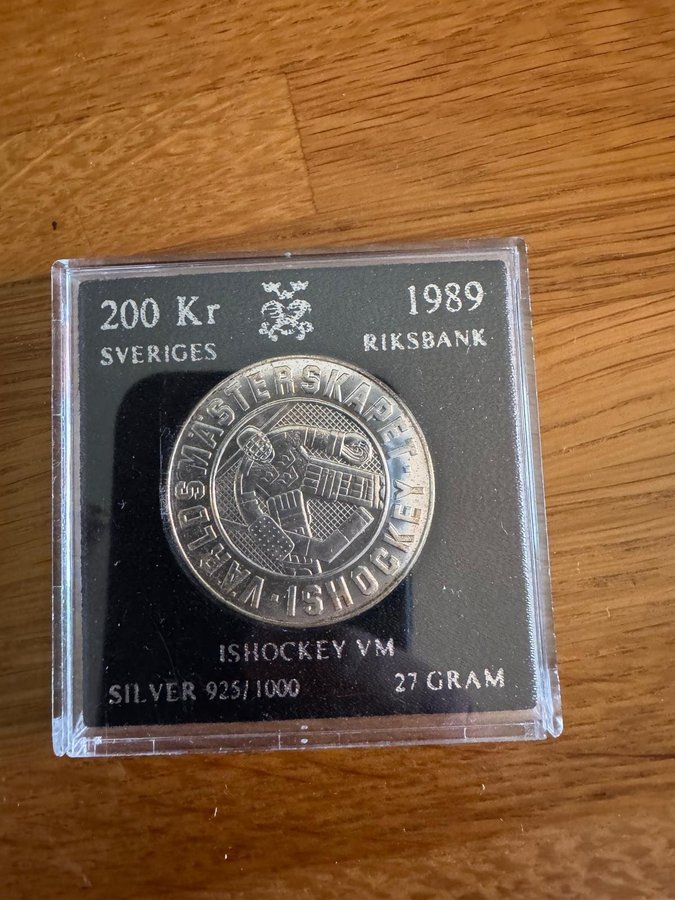 200 Kr
1989
SVERIGES
RIKSBANK
VÄRLDSMÄSTERSKAPET
ISHOCKEY
ISHOCKEY VM
SILVER 925/1000
27 GRAM